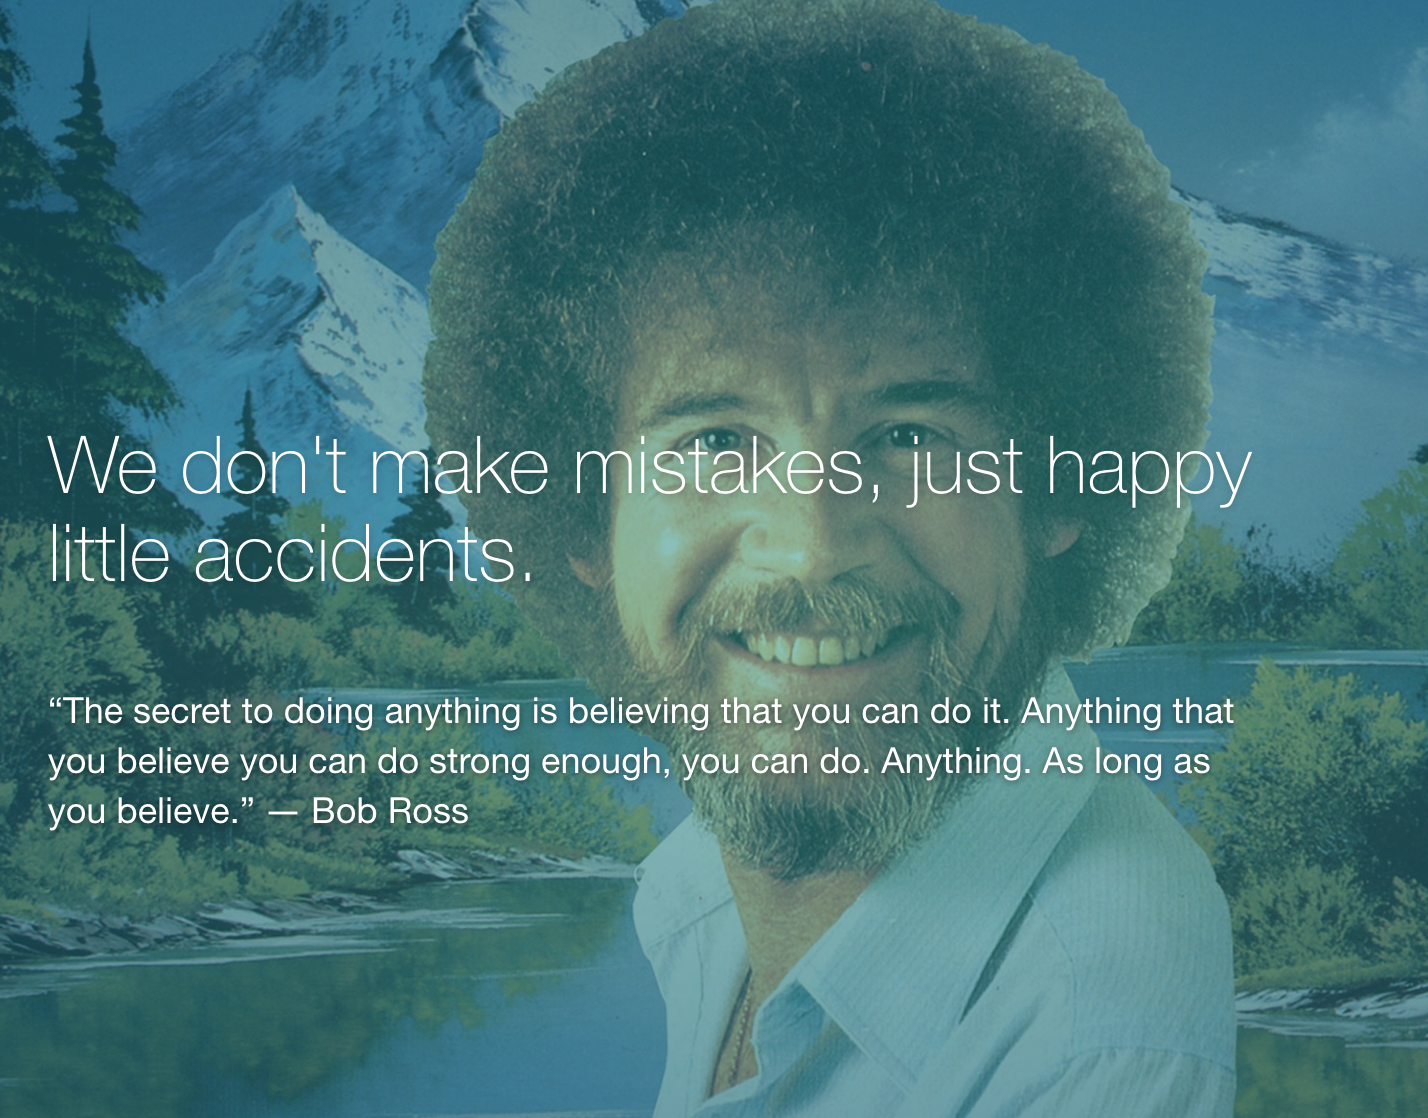 We don't make mistakes, just happy
little accidents.
“The secret to doing anything is believing that you can do it. Anything that
you believe you can do strong enough, you can do. Anything. As long as
you believe.” — Bob Ross